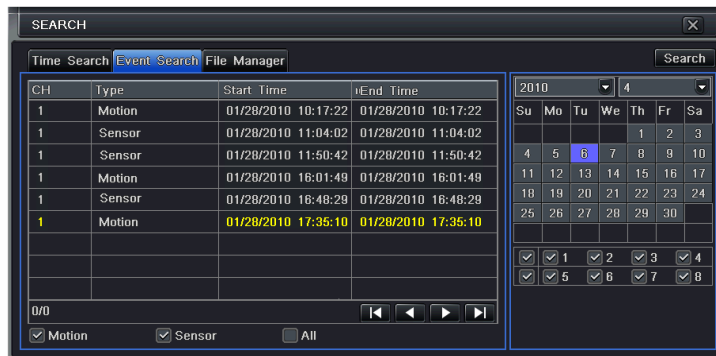 SEARCH
Time Search Event Search File Manager Search
CH Type Start Time End Time
1 Motion 01/28/2010 10:17:22 01/28/2010 10:17:22
1 Sensor 01/28/2010 11:04:02 01/28/2010 11:04:02
1 Sensor 01/28/2010 11:50:42 01/28/2010 11:50:42
1 Motion 01/28/2010 16:01:49 01/28/2010 16:01:49
1 Sensor 01/28/2010 16:48:29 01/28/2010 16:48:29
1 Motion 01/28/2010 17:35:10 01/28/2010 17:35:10
0/0
Motion Sensor All
2010 4
Su Mo Tu We Th Fr Sa
1 2 3
4 5 6 7 8 9 10
11 12 13 14 15 16 17
18 19 20 21 22 23 24
25 26 27 28 29 30
1 2 3 4
5 6 7 8